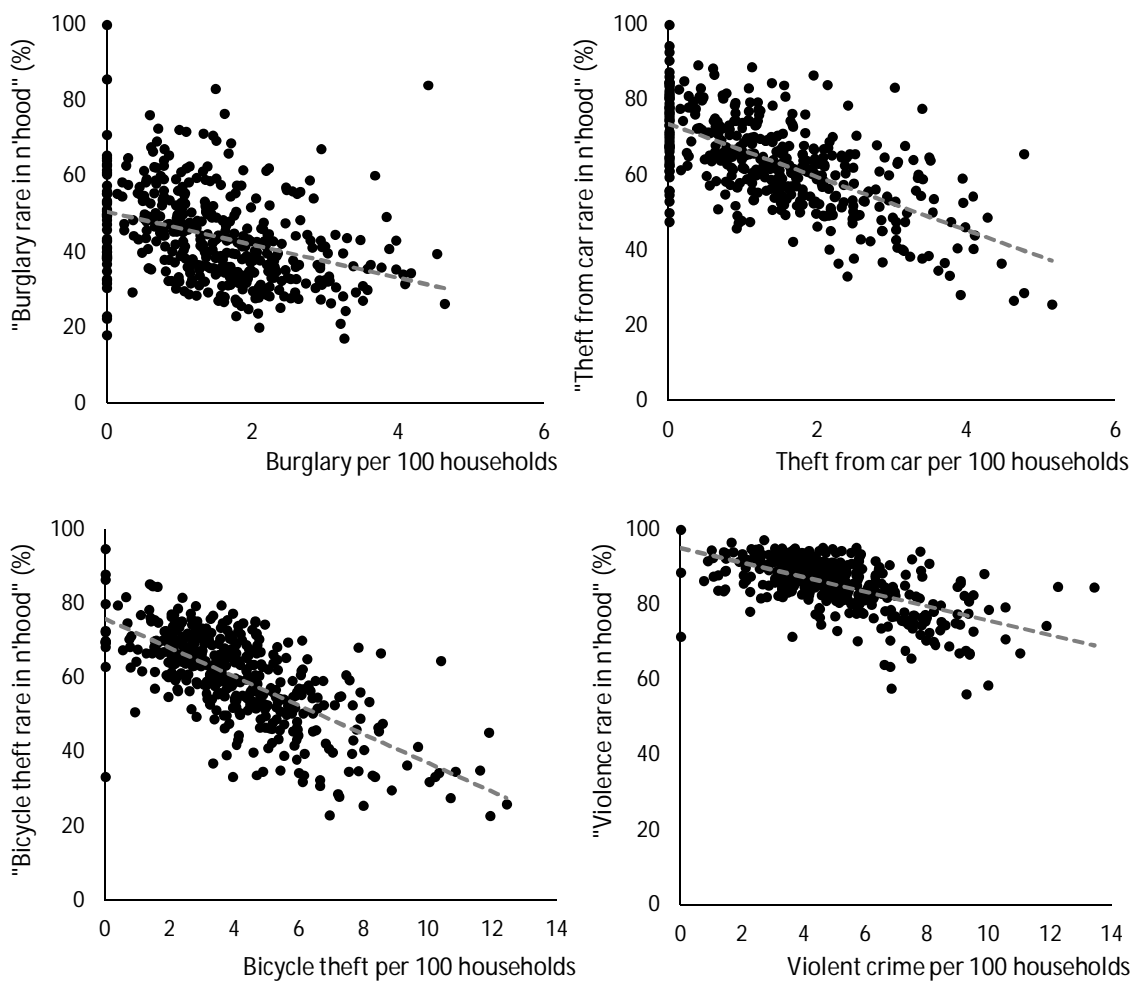 "Burglary rare in n'hood" (%)
100
80
60
40
20
0
0 2 4 6
Burglary per 100 households
"Theft from car rare in n'hood" (%)
100
80
60
40
20
0
0 2 4 6
Theft from car per 100 households
"Bicycle theft rare in n'hood" (%)
100
80
60
40
20
0
0 2 4 6 8 10 12 14
Bicycle theft per 100 households
"Violence rare in n'hood" (%)
100
80
60
40
20
0
0 2 4 6 8 10 12 14
Violent crime per 100 households